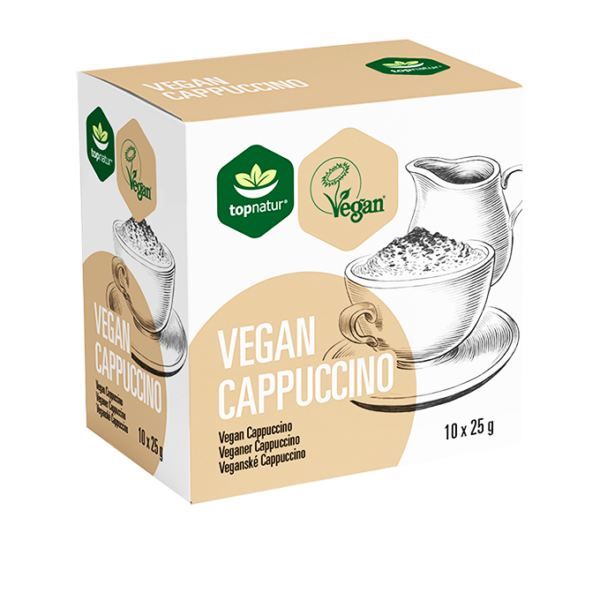 VEGAN
CAPPUCCINO
topnatur®
topnatur®
Vegan
VEGAN
CAPPUCCINO
Vegan Cappuccino
Veganer Cappuccino
Veganské Cappuccino
10 x 25 g
topnatur®
Vegan®
VEGAN
CAPPUCCINO
Vegan Cappuccino
Veganer Cappuccino
Veganské Cappuccino
10 x 25 g